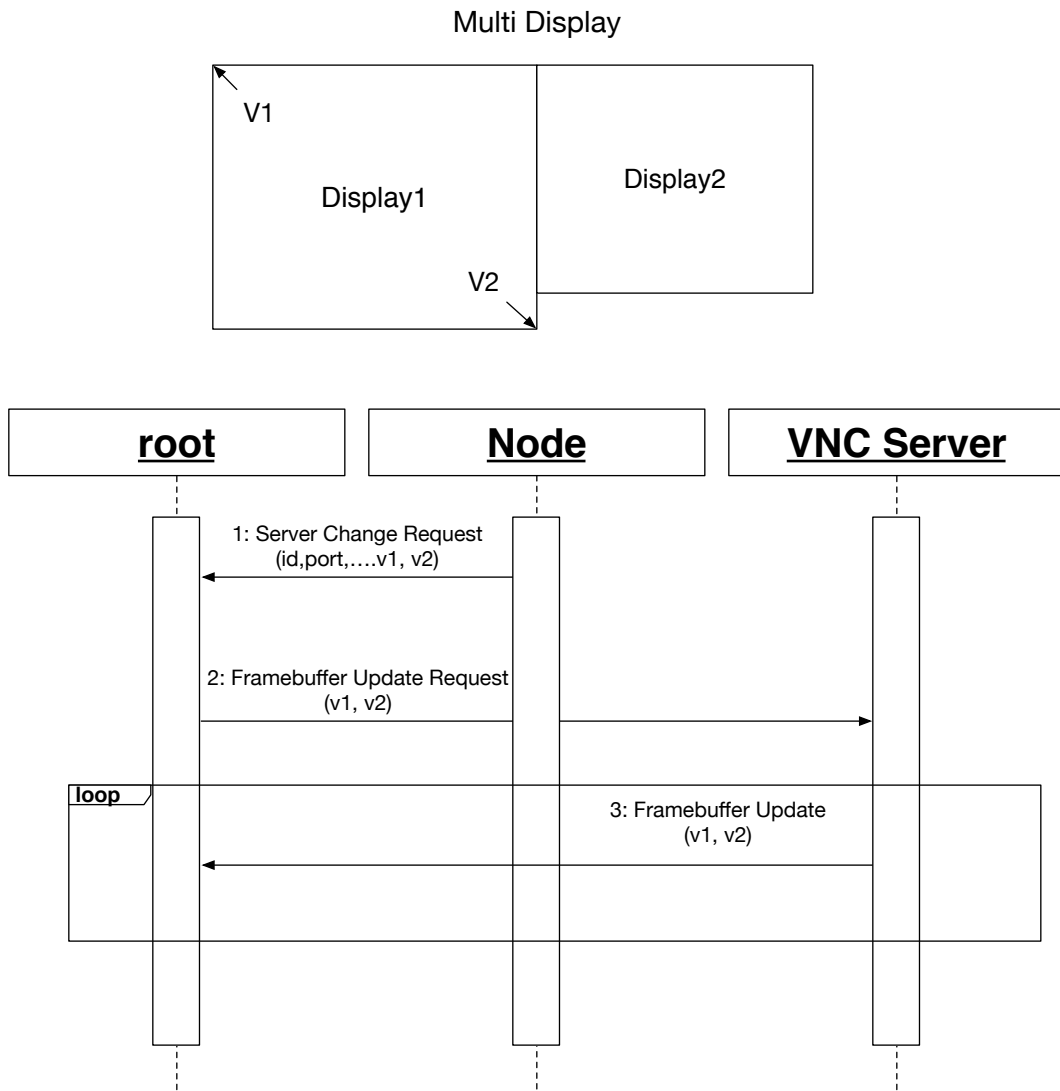 Multi Display
V1
Display1
Display2
V2
root
Node
VNC Server
1: Server Change Request
(id,port,....v1, v2)
2: Framebuffer Update Request
(v1, v2)
loop
3: Framebuffer Update
(v1, v2)